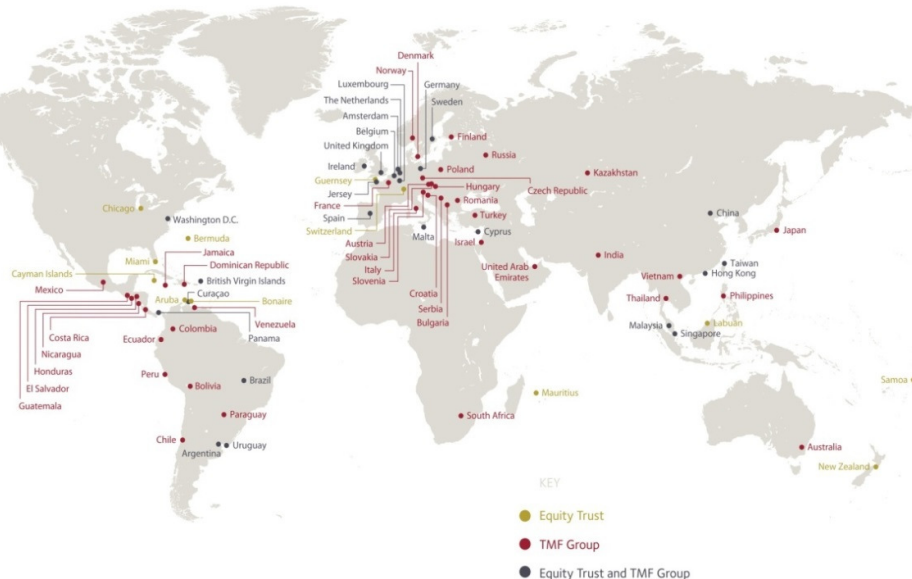 Denmark
Norway
Luxembourg
Germany
The Netherlands
Sweden
Amsterdam
Belgium
United Kingdom
Finland
Ireland
Russia
Poland
Kazakhstan
Guernsey
Hungary
Czech Republic
Jersey
Romania
France
Chicago
Spain
Turkey
China
Washington D.C.
Switzerland
Malta
Cyprus
Japan
Bermuda
Austria
Israel
Jamaica
Slovakia
India
Miami
Dominican Republic
Italy
United Arab
Emirates
Taiwan
Cayman Islands
Slovenia
Hong Kong
British Virgin Islands
Vietnam
Mexico
Curaçao
Croatia
Thailand
Philippines
Aruba
Bonaire
Serbia
Bulgaria
Venezuela
Malaysia
Labuan
Colombia
Singapore
Costa Rica
Ecuador
Panama
Nicaragua
Honduras
Peru
Brazil
Samoa
El Salvador
Bolivia
Mauritius
Guatemala
Paraguay
South Africa
Chile
Uruguay
Australia
Argentina
New Zealand
KEY
Equity Trust
TMF Group
Equity Trust and TMF Group